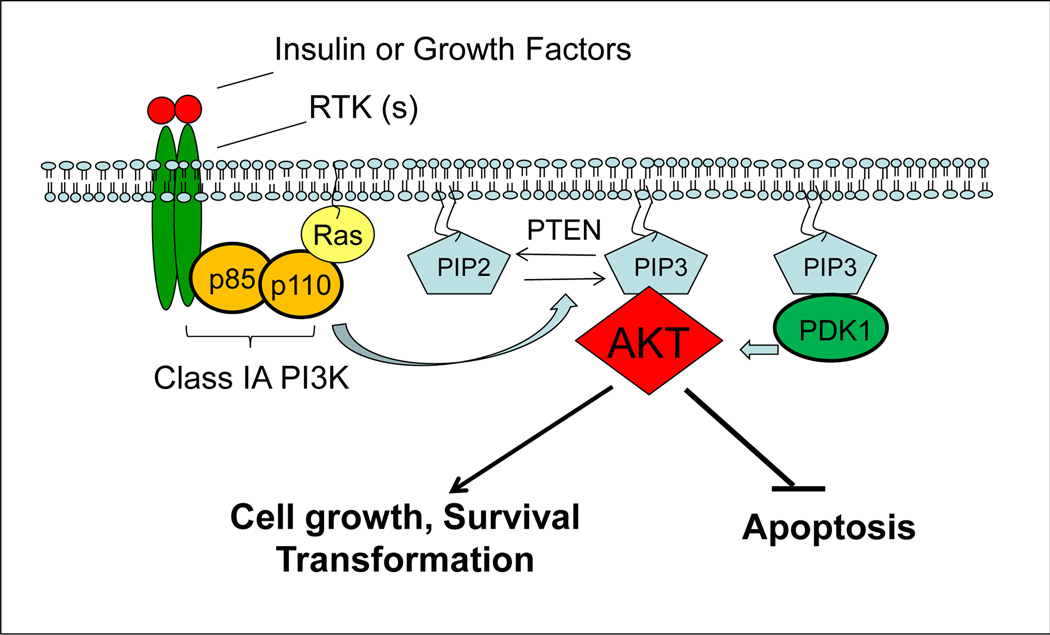 Insulin or Growth Factors
RTK (s)
Ras
PTEN
p85
p110
PIP2
PIP3
PIP3
PDK1
AKT
Class IA PI3K
Cell growth, Survival
Transformation
Apoptosis